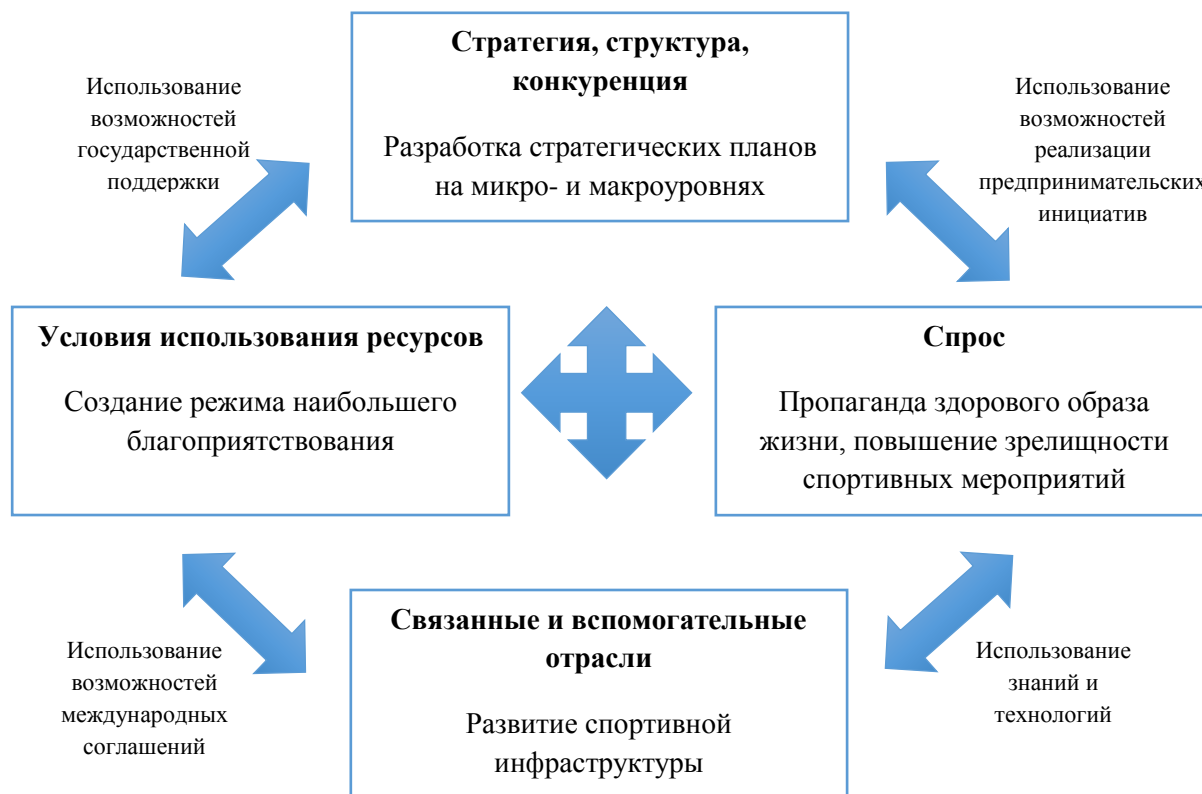 Стратегия, структура,
конкуренция
Разработка стратегических планов
на микро- и макроуровнях
Использование
возможностей
государственной
поддержки
Использование
возможностей
реализации
предпринимательских
инициатив
Условия использования ресурсов
Создание режима наибольшего
благоприятствования
Спрос
Пропаганда здорового образа
жизни, повышение зрелищности
спортивных мероприятий
Связанные и вспомогательные
отрасли
Развитие спортивной
инфраструктуры
Использование
возможностей
международных
соглашений
Использование
знаний и
технологий